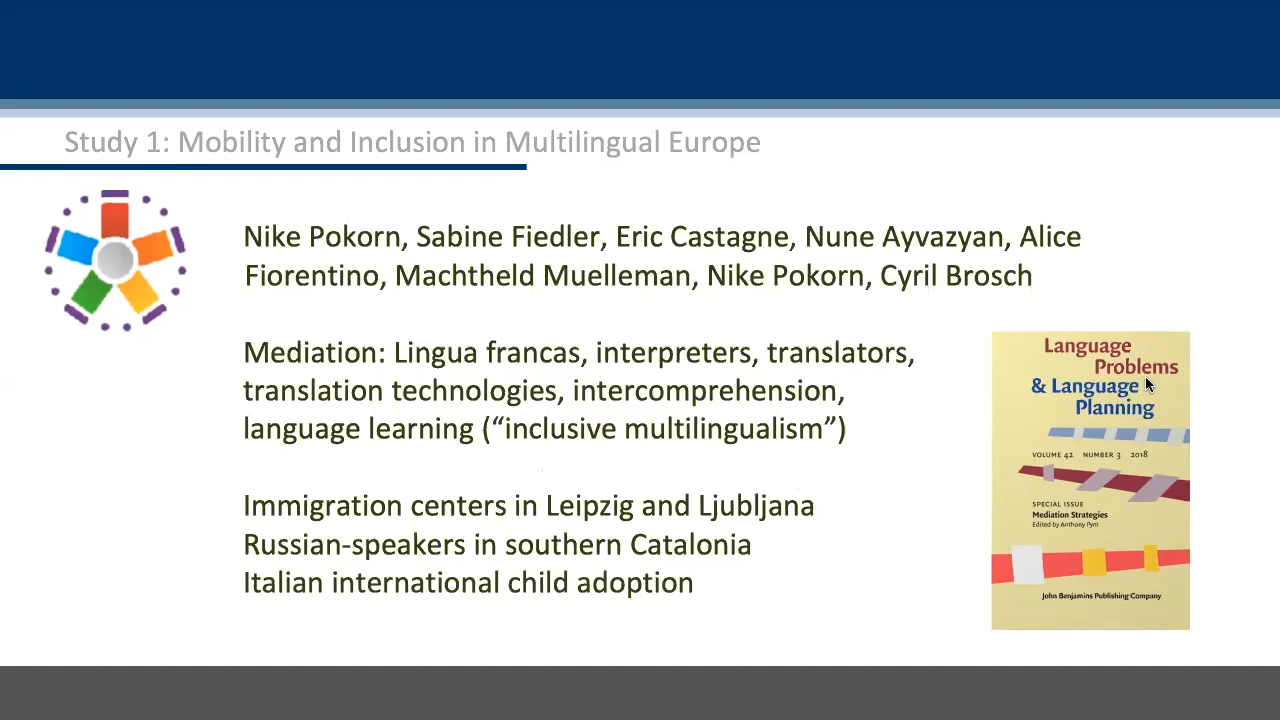 Study 1: Mobility and Inclusion in Multilingual Europe
Nike Pokorn, Sabine Fiedler, Eric Castagne, Nune Ayvazyan, Alice
Fiorentino, Machtheld Muelleman, Nike Pokorn, Cyril Brosch
Mediation: Lingua francas, interpreters, translators,
translation technologies, intercomprehension,
language learning (“inclusive multilingualism”)
Immigration centers in Leipzig and Ljubljana
Russian-speakers in southern Catalonia
Italian international child adoption
Language
Problems
& Language
Planning
VOLUME 42 NUMBER 3 2018
SPECIAL ISSUE
Mediation Strategies
Edited by Anthony Pym
John Benjamins Publishing Company